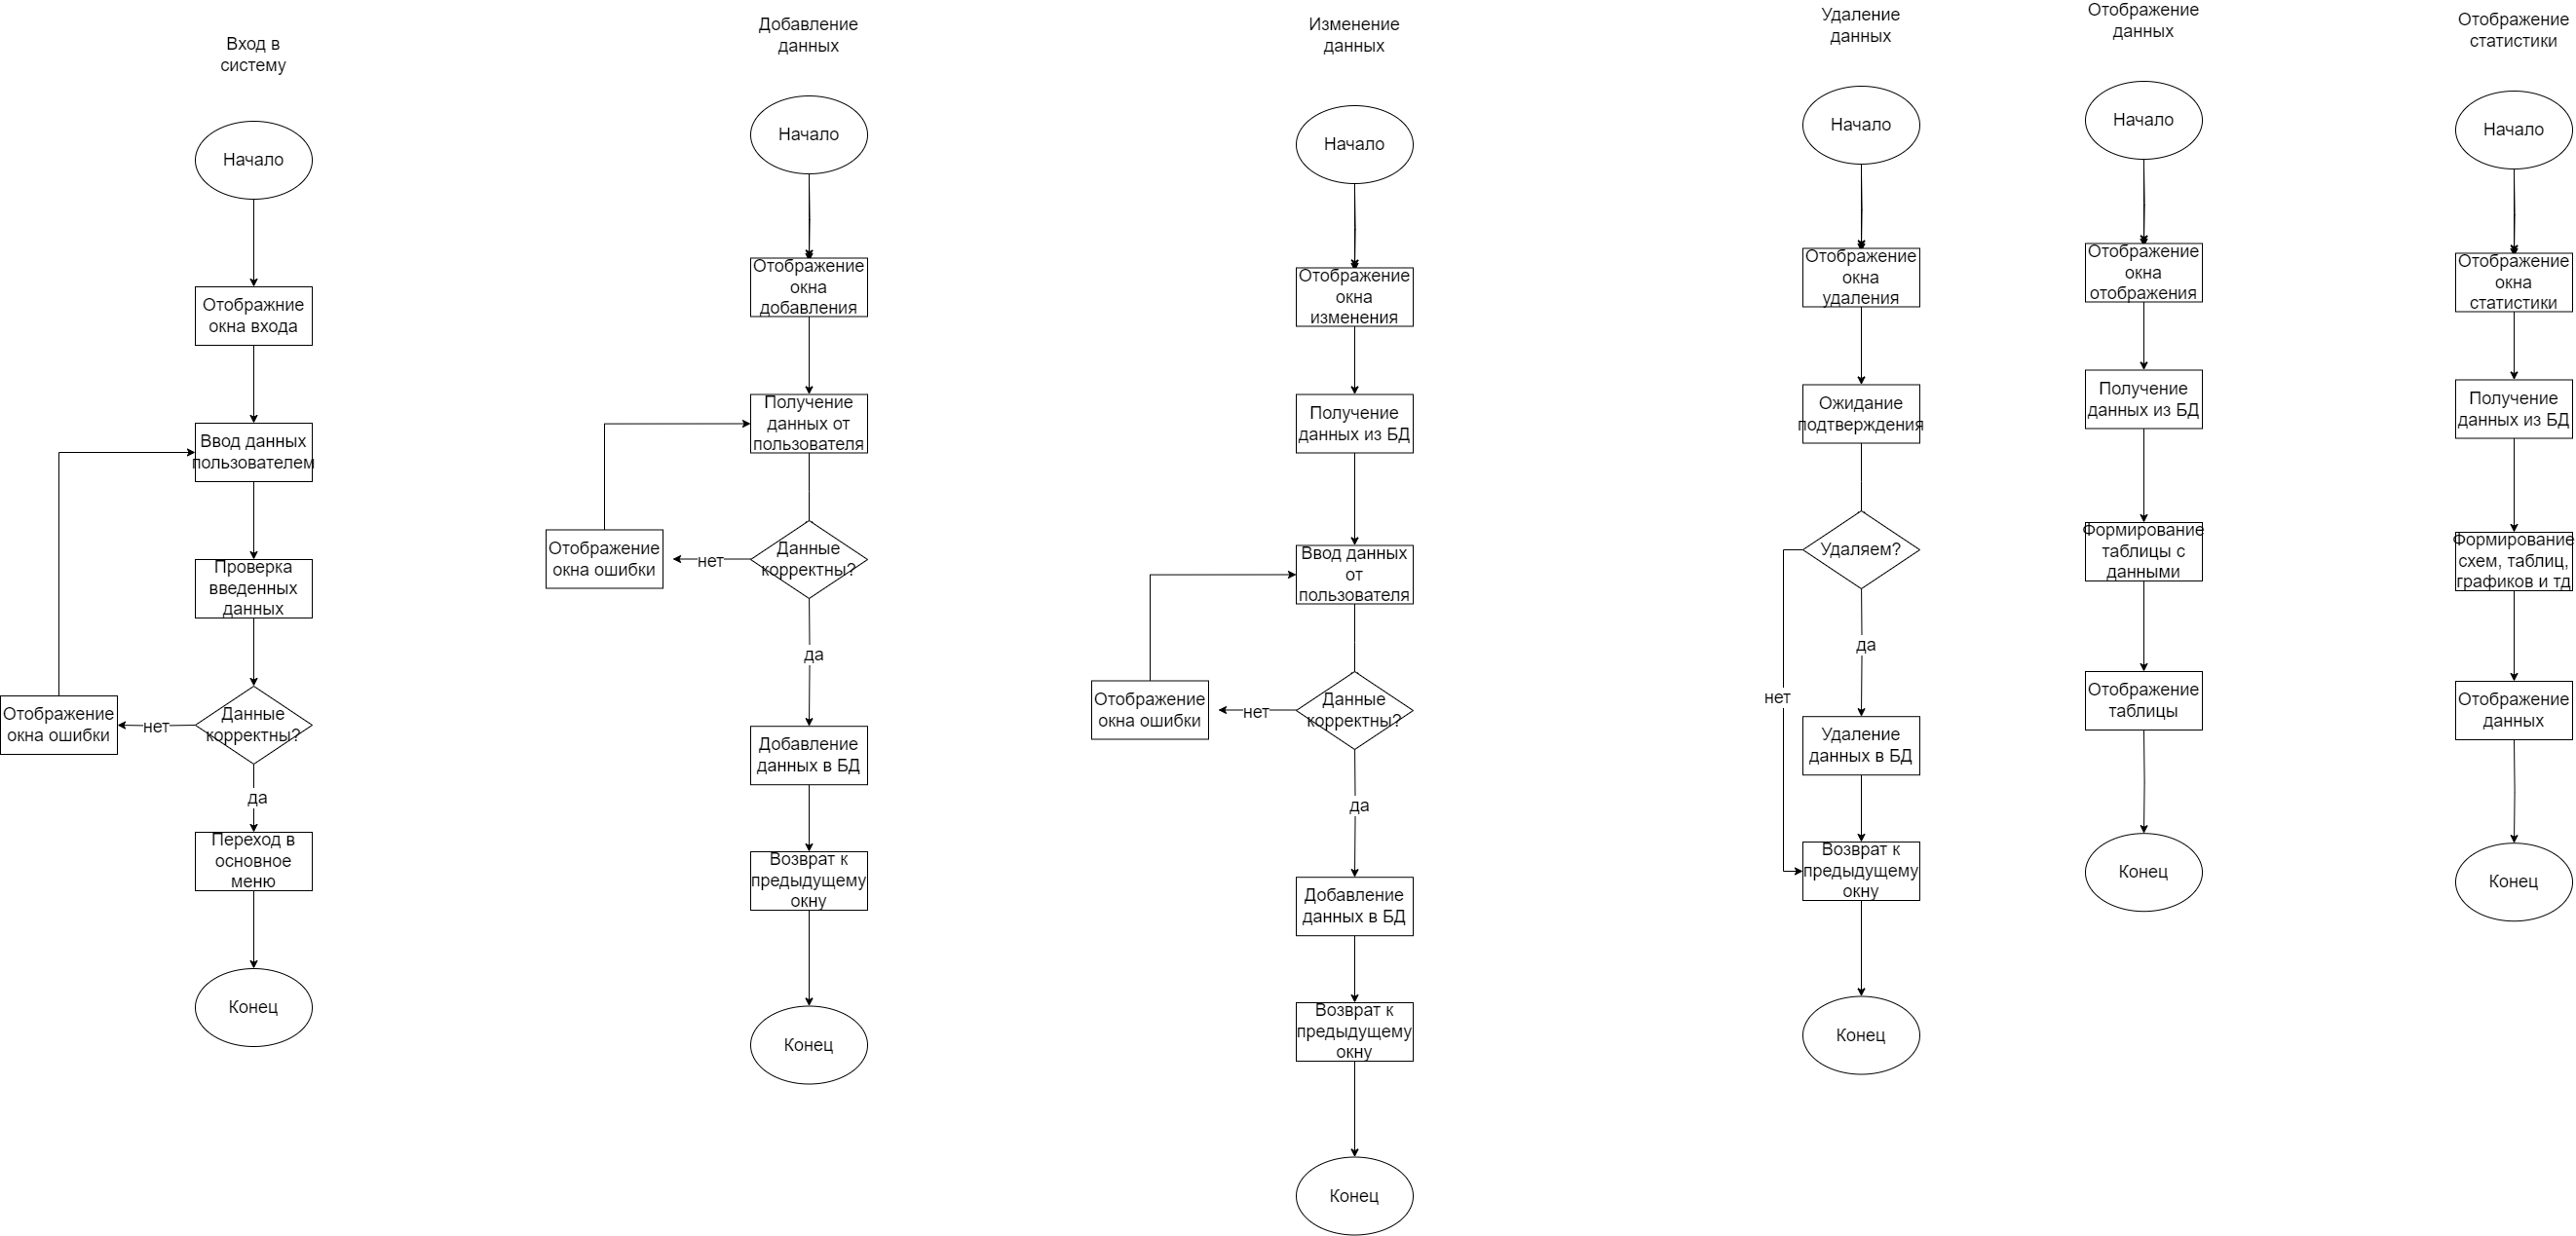 Вход в
систему
Начало
Отображние
окна входа
Ввод данных
пользователем
Проверка
введенных
данных
Данные
корректны?
нет
Отображение
окна ошибки
да
Переход в
основное
меню
Конец
Добавление
данных
Начало
Отображение
окна
добавления
Получение
данных от
пользователя
Данные
корректны?
нет
Отображение
окна ошибки
да
Добавление
данных в БД
Возврат к
предыдущему
окну
Конец
Изменение
данных
Начало
Отображение
окна
изменения
Получение
данных из БД
Ввод данных
от
пользователя
Данные
корректны?
нет
Отображение
окна ошибки
да
Добавление
данных в БД
Возврат к
предыдущему
окну
Конец
Удаление
данных
Начало
Отображение
окна
удаления
Ожидание
подтверждения
Удаляем?
да
нет
Удаление
данных в БД
Возврат к
предыдущему
окну
Конец
Отображение
данных
Начало
Отображение
окна
отображения
Получение
данных из БД
Формирование
таблицы с
данными
Отображение
таблицы
Конец
Отображение
статистики
Начало
Отображение
окна
статистики
Получение
данных из БД
Формирование
схем, таблиц,
графиков и тд
Отображение
данных
Конец